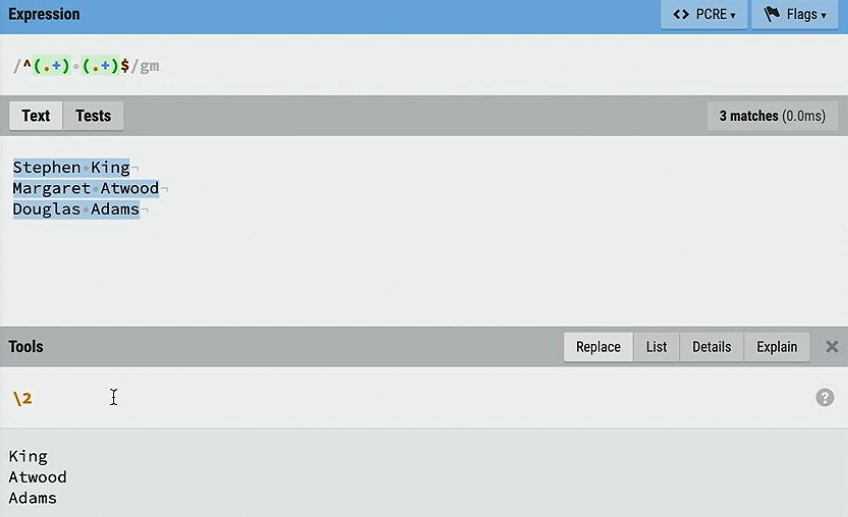 Expression
<> PCRE ▾
Flags ▾
/^(.+) (.+)$/gm
Text
Tests
3 matches (0.0ms)
Stephen King
Margaret Atwood
Douglas Adams
Tools
Replace
List
Details
Explain
\2
?
King
Atwood
Adams